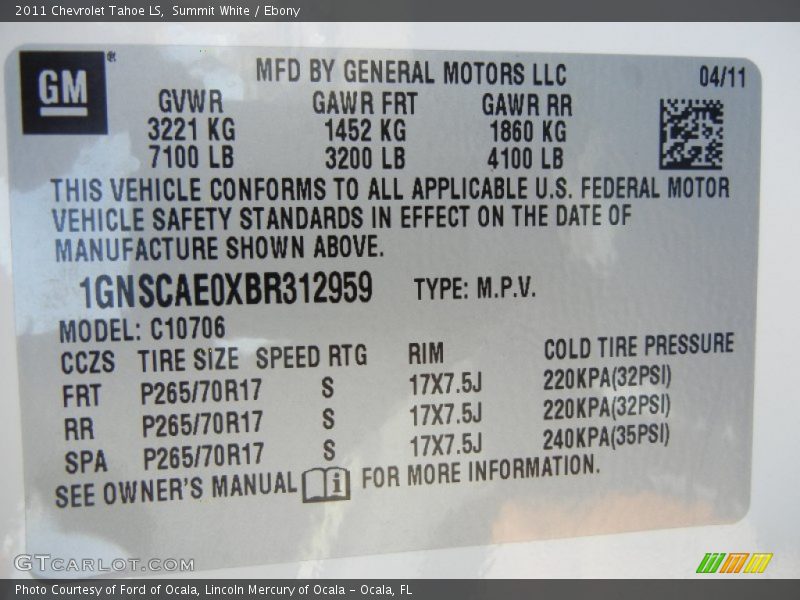 2011 Chevrolet Tahoe LS, Summit White / Ebony
GM ®
MFD BY GENERAL MOTORS LLC 04/11
GVWR GAWR FRT GAWR RR
3221 KG 1452 KG 1860 KG
7100 LB 3200 LB 4100 LB
THIS VEHICLE CONFORMS TO ALL APPLICABLE U.S. FEDERAL MOTOR
VEHICLE SAFETY STANDARDS IN EFFECT ON THE DATE OF
MANUFACTURE SHOWN ABOVE.
1GNSCAE0XBR312959 TYPE: M.P.V.
MODEL: C10706
CCZS TIRE SIZE SPEED RTG RIM COLD TIRE PRESSURE
FRT P265/70R17 S 17X7.5J 220KPA(32PSI)
RR P265/70R17 S 17X7.5J 220KPA(32PSI)
SPA P265/70R17 S 17X7.5J 240KPA(35PSI)
SEE OWNER'S MANUAL i FOR MORE INFORMATION.
GTCARLOT.COM
Photo Courtesy of Ford of Ocala, Lincoln Mercury of Ocala - Ocala, FL